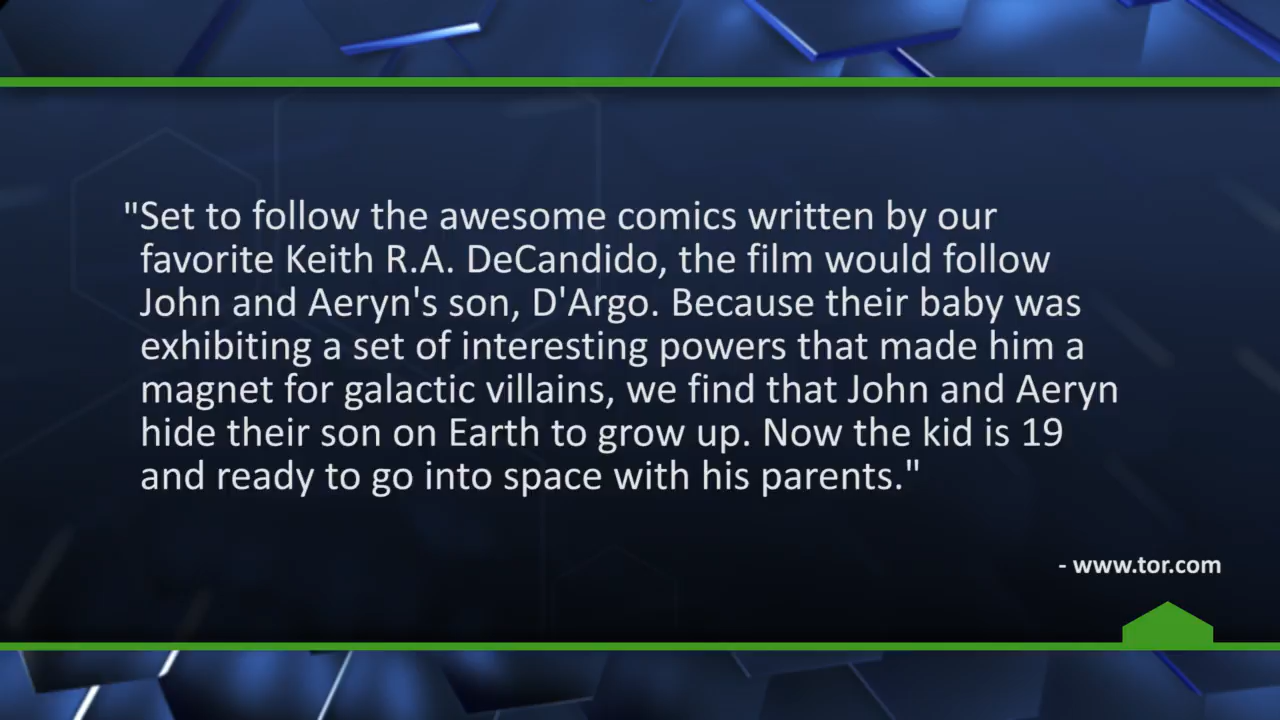 "Set to follow the awesome comics written by our
favorite Keith R.A. DeCandido, the film would follow
John and Aeryn's son, D'Argo. Because their baby was
exhibiting a set of interesting powers that made him a
magnet for galactic villains, we find that John and Aeryn
hide their son on Earth to grow up. Now the kid is 19
and ready to go into space with his parents."
- www.tor.com